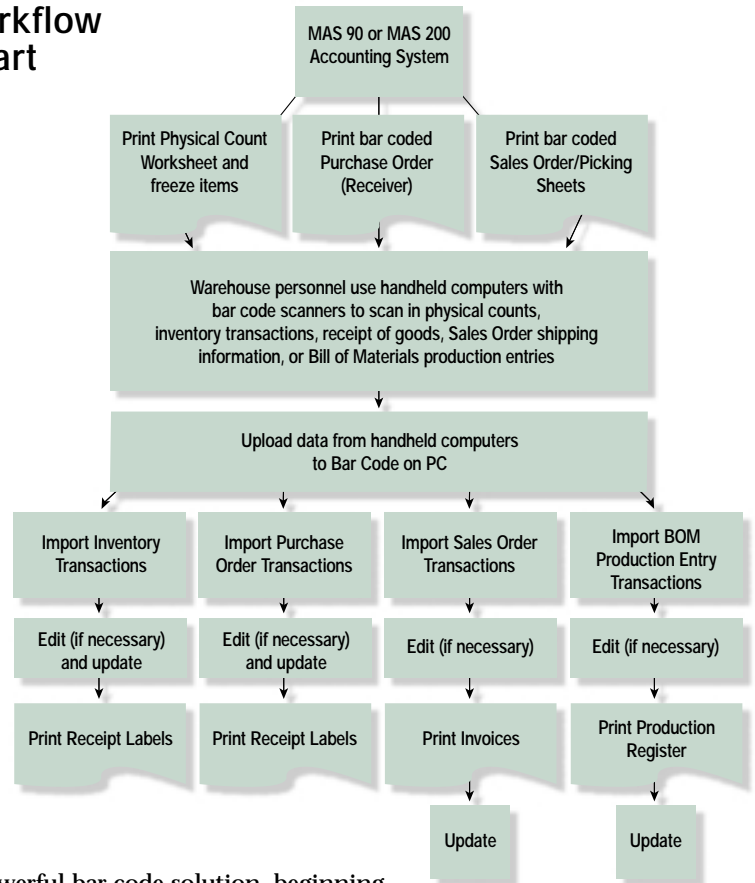 rkflow
art
MAS 90 or MAS 200
Accounting System
Print Physical Count
Worksheet and
freeze items
Print bar coded
Purchase Order
(Receiver)
Print bar coded
Sales Order/Picking
Sheets
Warehouse personnel use handheld computers with
bar code scanners to scan in physical counts,
inventory transactions, receipt of goods, Sales Order shipping
information, or Bill of Materials production entries
Upload data from handheld computers
to Bar Code on PC
Import Inventory
Transactions
Import Purchase
Order Transactions
Import Sales Order
Transactions
Import BOM
Production Entry
Transactions
Edit (if necessary)
and update
Edit (if necessary)
and update
Edit (if necessary)
Edit (if necessary)
Print Receipt Labels
Print Receipt Labels
Print Invoices
Print Production
Register
Update
Update
werful bar code solution, beginning